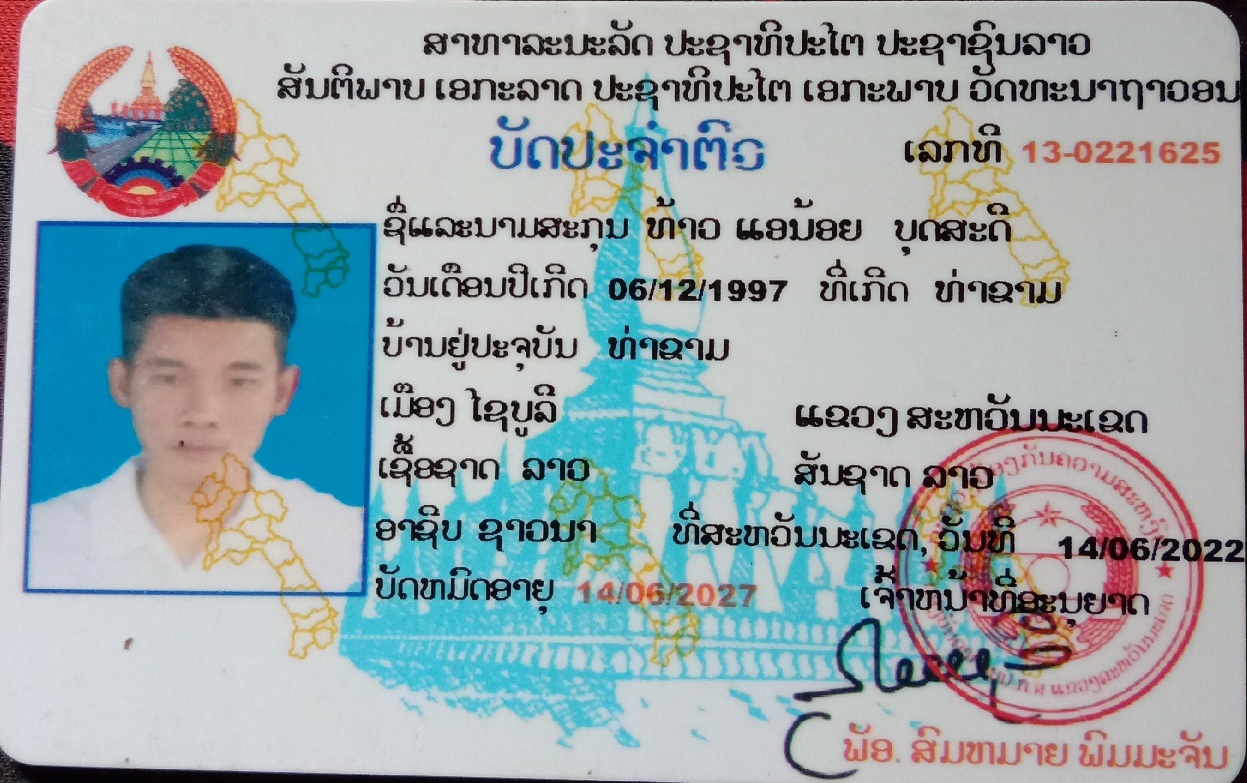 ສາທາລະນະລັດ ປະຊາທິປະໄຕ ປະຊາຊົນລາວ
ສັນຕິພາບ ເອກະລາດ ປະຊາທິປະໄຕ ເອກະພາບ ວັດທະນາຖາວອນ
ບັດປະຈຳຕົວ ເລກທີ 13-0221625
ຊື່ແລະນາມສະກຸນ ທ້າວ ແອນ້ອຍ ບຸດສະດີ
ວັນເດືອນປີເກີດ 06/12/1997 ທີ່ເກີດ ທ່າຂາມ
ບ້ານຢູ່ປະຈຸບັນ ທ່າຂາມ
ເມືອງ ໄຊບູລີ ແຂວງ ສະຫວັນນະເຂດ
ເຊື້ອຊາດ ລາວ ສັນຊາດ ລາວ
ອາຊີບ ຊາວນາ ທີ່ສະຫວັນນະເຂດ, ວັນທີ 14/06/2022
ບັດຫມົດອາຍຸ 14/06/2027 ເຈົ້າຫນ້າທີ່ອະນຸຍາດ
ພັອ. ສົມຫມາຍ ພິມມະຈັນ